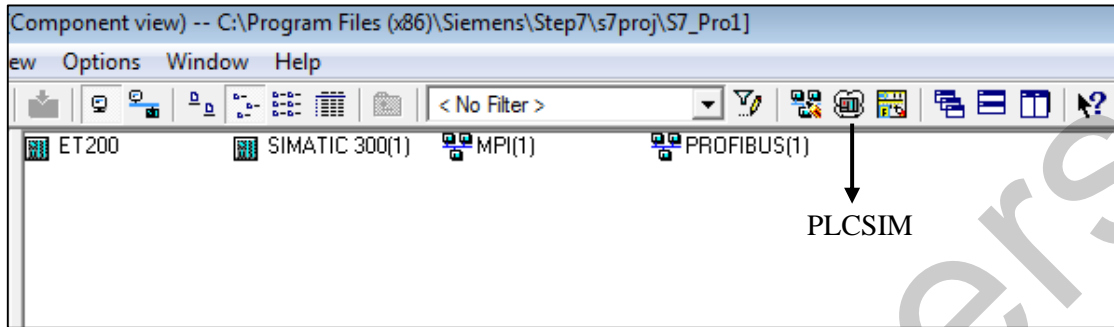 (Component view) -- C:\Program Files (x86)\Siemens\Step7\s7proj\S7_Pro1]
ew Options Window Help
< No Filter >
ET200 SIMATIC 300(1) MPI(1) PROFIBUS(1)
PLCSIM
ers